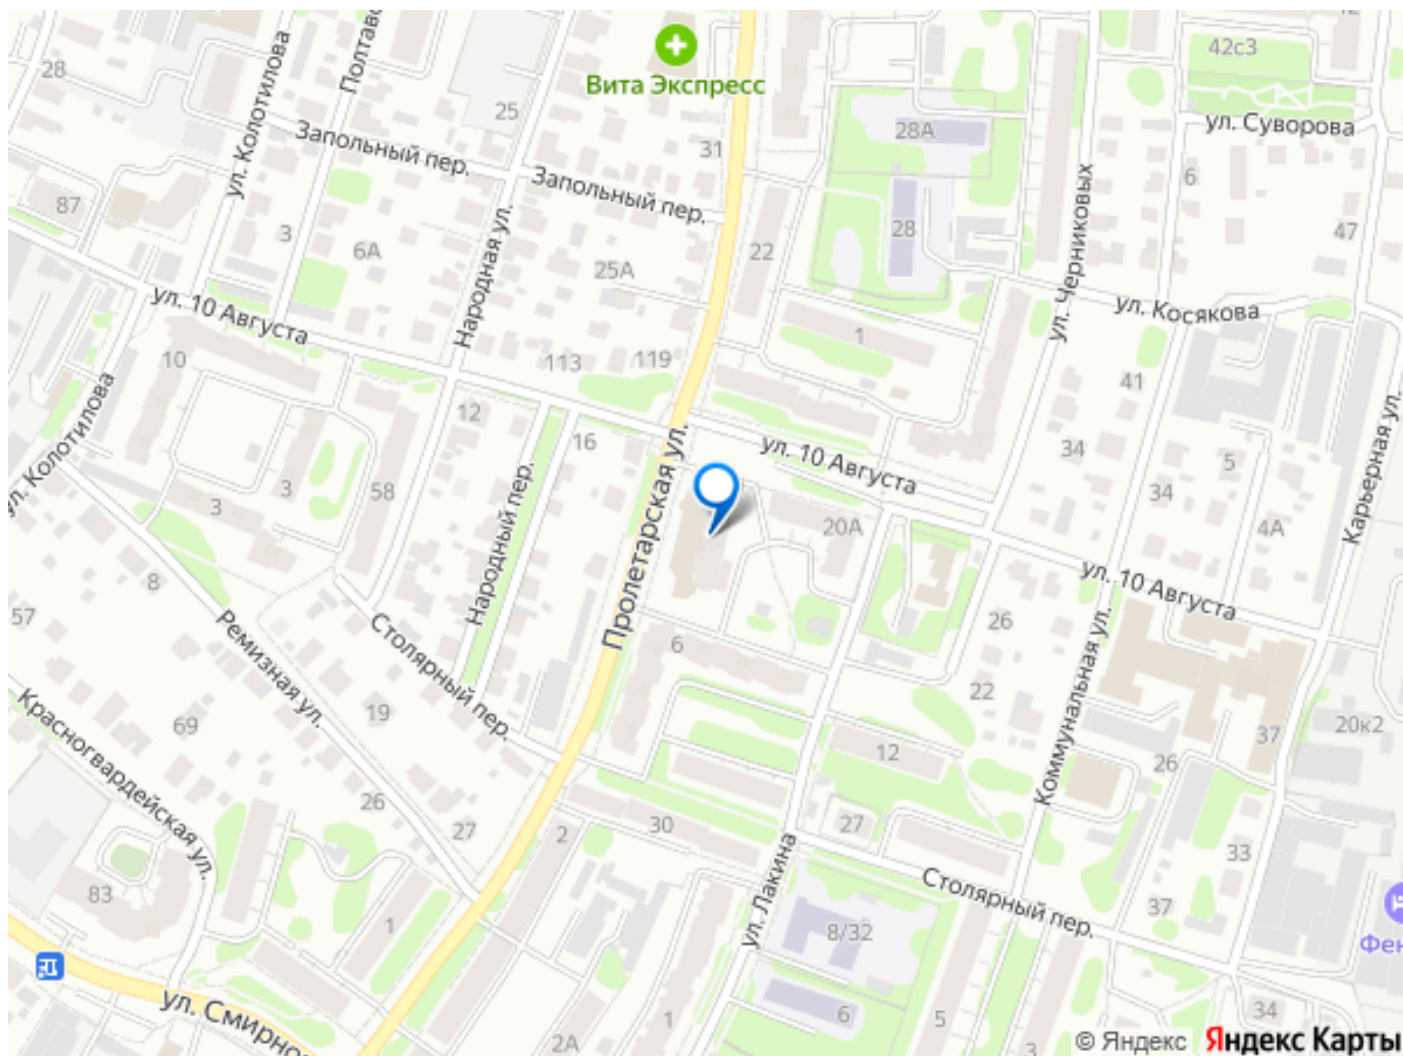 42с3
28
ул. Колотилова
Полтавс
Вита Экспресс
25
ул. Суворова
28А
Запольный пер.
31
Запольный пер.
6
87
3
6А
Народная ул.
25А
22
28
ул. Черниковых
47
ул. 10 Августа
ул. Косякова
1
10
113
119
41
ул. Колотилова
12
16
Пролетарская ул.
ул. 10 Августа
34
5
Карьерная ул.
3
3
58
Народный пер.
20А
34
4А
8
ул. 10 Августа
57
Ремизная ул.
Столярный пер.
6
26
22
Коммунальная ул.
Красногвардейская ул.
69
19
12
26
37
20к2
26
27
2
30
27
33
83
1
ул. Лакина
8/32
Столярный пер.
37
Фен
ул. Смирно
2А
1
6
5
3
34
© Яндекс
Яндекс Карты